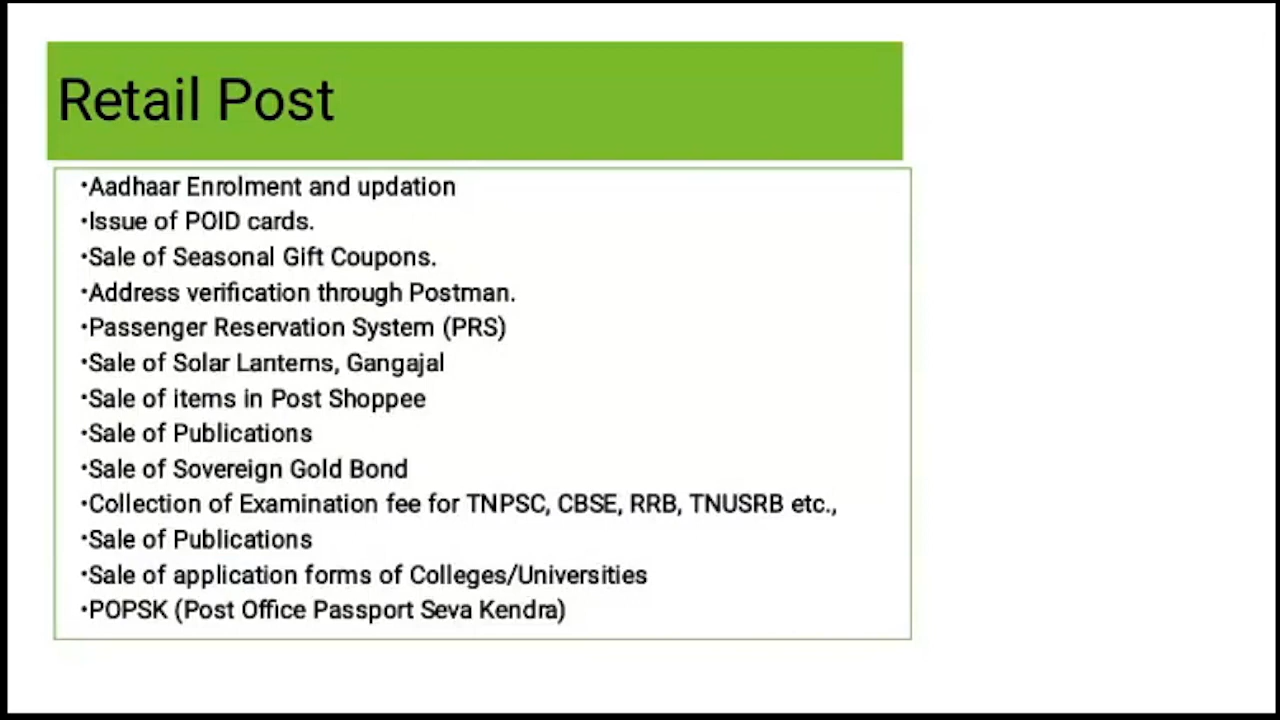 Retail Post
•Aadhaar Enrolment and updation
•Issue of POID cards.
•Sale of Seasonal Gift Coupons.
•Address verification through Postman.
•Passenger Reservation System (PRS)
•Sale of Solar Lanterns, Gangajal
•Sale of items in Post Shoppee
•Sale of Publications
•Sale of Sovereign Gold Bond
•Collection of Examination fee for TNPSC, CBSE, RRB, TNUSRB etc.,
•Sale of Publications
•Sale of application forms of Colleges/Universities
•POPSK (Post Office Passport Seva Kendra)